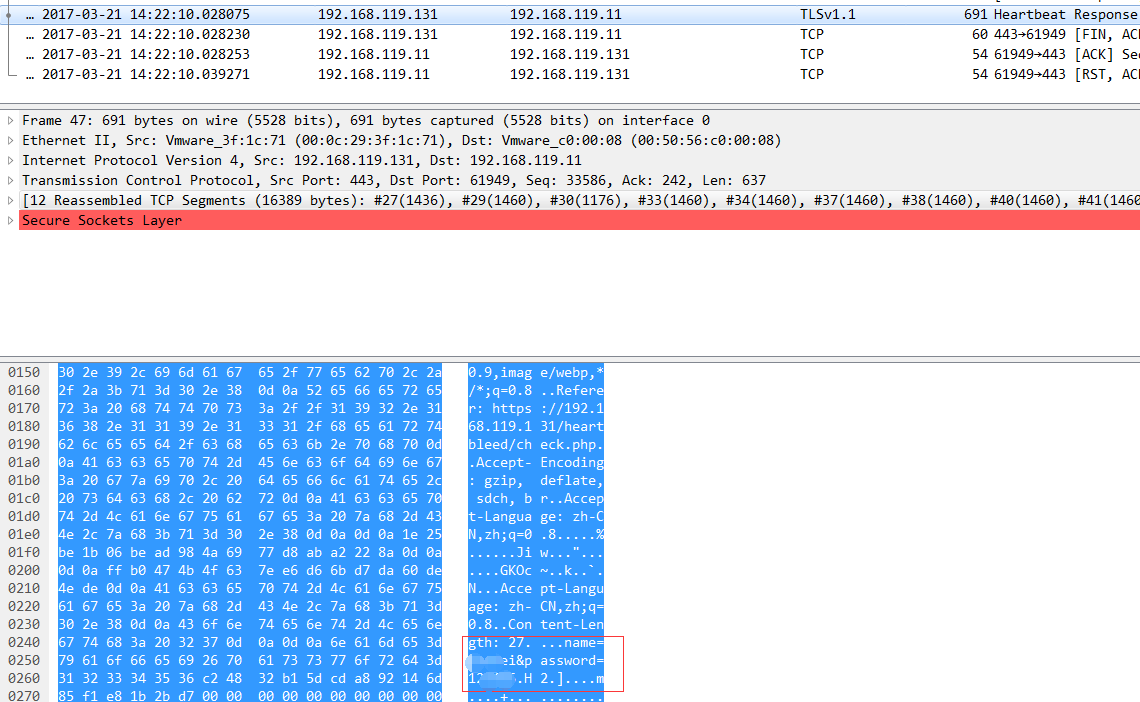 … 2017-03-21 14:22:10.028075 192.168.119.131 192.168.119.11 TLSv1.1 691 Heartbeat Response
… 2017-03-21 14:22:10.028230 192.168.119.131 192.168.119.11 TCP 60 443→61949 [FIN, ACK
… 2017-03-21 14:22:10.028253 192.168.119.11 192.168.119.131 TCP 54 61949→443 [ACK] Se
… 2017-03-21 14:22:10.039271 192.168.119.11 192.168.119.131 TCP 54 61949→443 [RST, ACK
Frame 47: 691 bytes on wire (5528 bits), 691 bytes captured (5528 bits) on interface 0
Ethernet II, Src: Vmware_3f:1c:71 (00:0c:29:3f:1c:71), Dst: Vmware_c0:00:08 (00:50:56:c0:00:08)
Internet Protocol Version 4, Src: 192.168.119.131, Dst: 192.168.119.11
Transmission Control Protocol, Src Port: 443, Dst Port: 61949, Seq: 33586, Ack: 242, Len: 637
[12 Reassembled TCP Segments (16389 bytes): #27(1436), #29(1460), #30(1176), #33(1460), #34(1460), #37(1460), #38(1460), #40(1460), #41(1460
Secure Sockets Layer
0150 30 2e 39 2c 69 6d 61 67 65 2f 77 65 62 70 2c 2a 0.9,imag e/webp,*
0160 2f 2a 3b 71 3d 30 2e 38 0d 0a 52 65 66 65 72 65 /*;q=0.8 ..Refere
0170 72 3a 20 68 74 74 70 73 3a 2f 2f 31 39 32 2e 31 r: https ://192.1
0180 36 38 2e 31 31 39 2e 31 33 31 2f 68 65 61 72 74 68.119.1 31/heart
0190 62 6c 65 65 64 2f 63 68 65 63 6b 2e 70 68 70 0d bleed/ch eck.php.
01a0 0a 41 63 63 65 70 74 2d 45 6e 63 6f 64 69 6e 67 .Accept- Encoding
01b0 3a 20 67 7a 69 70 2c 20 64 65 66 6c 61 74 65 2c : gzip, deflate,
01c0 20 73 64 63 68 2c 20 62 72 0d 0a 41 63 63 65 70 sdch, b r..Accep
01d0 74 2d 4c 61 6e 67 75 61 67 65 3a 20 7a 68 2d 43 t-Langua ge: zh-C
01e0 4e 2c 7a 68 3b 71 3d 30 2e 38 0d 0a 0d 0a 1e 25 N,zh;q=0 .8.....%
01f0 be 1b 06 be ad 98 4a 69 77 d8 ab a2 22 8a 0d 0a ......Ji w..."...
0200 0d 0a ff b0 47 4b 4f 63 7e e6 d6 6b d7 da 60 de ....GKOc ~..k..`.
0210 4e de 0d 0a 41 63 63 65 70 74 2d 4c 61 6e 67 75 N...Acce pt-Langu
0220 61 67 65 3a 20 7a 68 2d 43 4e 2c 7a 68 3b 71 3d age: zh- CN,zh;q=
0230 30 2e 38 0d 0a 43 6f 6e 74 65 6e 74 2d 4c 65 6e 0.8..Con tent-Len
0240 67 74 68 3a 20 32 37 0d 0a 0d 0a 6e 61 6d 65 3d gth: 27. ...name=
0250 79 61 6f 66 65 69 26 70 61 73 73 77 6f 72 64 3d ei&p assword=
0260 31 32 33 34 35 36 c2 48 32 b1 5d cd a8 92 14 6d .H 2.]....m
0270 85 f1 e8 1b 2b d7 00 00 00 00 00 00 00 00 00 00 ....+... ........